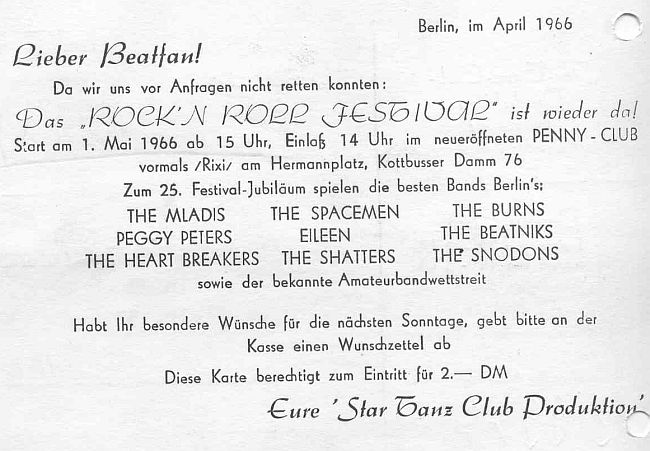 Berlin, im April 1966
Lieber Beatfan!
Da wir uns vor Anfragen nicht retten konnten:
Das „ROCK'N ROLL FESTIVAL" ist wieder da!
Start am 1. Mai 1966 ab 15 Uhr, Einlaß 14 Uhr im neueröffneten PENNY-CLUB
vormals /Rixi/ am Hermannplatz, Kottbusser Damm 76
Zum 25. Festival-Jubiläum spielen die besten Bands Berlin's;
THE MLADIS THE SPACEMEN THE BURNS
PEGGY PETERS EILEEN THE BEATNIKS
THE HEART BREAKERS THE SHATTERS THE SNODONS
sowie der bekannte Amateurbandwettstreit
Habt Ihr besondere Wünsche für die nächsten Sonntage, gebt bitte an der
Kasse einen Wunschzettel ab
Diese Karte berechtigt zum Eintritt für 2.— DM
Eure 'Star Tanz Club Produktion'